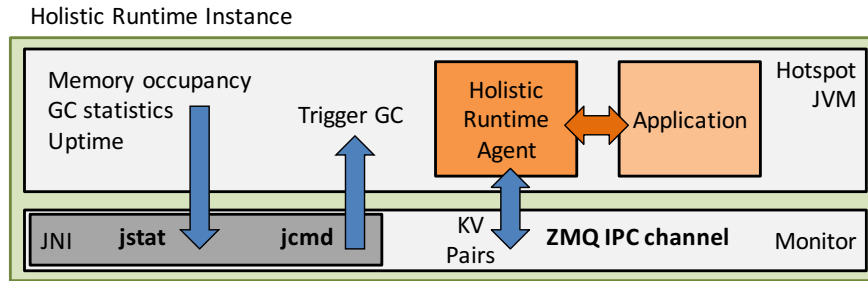 Holistic Runtime Instance
Memory occupancy
GC statistics
Uptime
Trigger GC
Holistic
Runtime
Agent
Application
Hotspot
JVM
JNI
jstat
jcmd
KV
Pairs
ZMQ IPC channel
Monitor